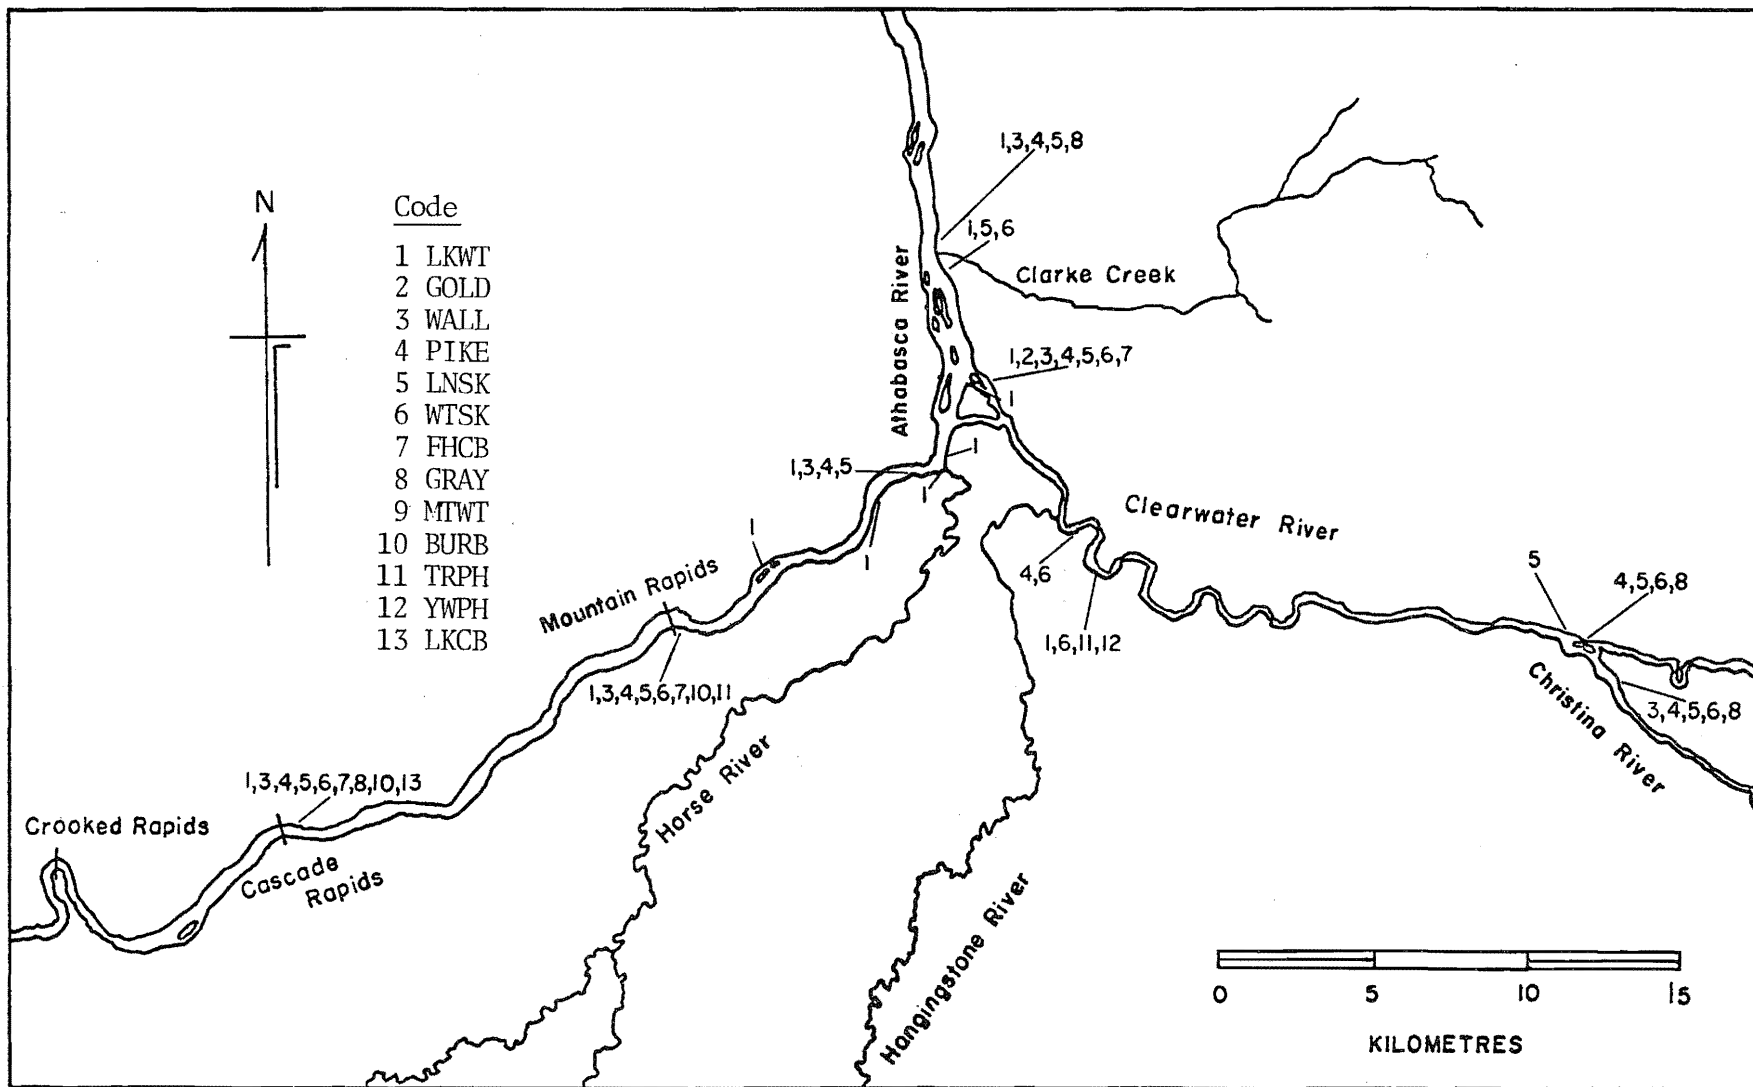 N
Code
1 LKWT
2 GOLD
3 WALL
4 PIKE
5 LNSK
6 WTSK
7 FHCB
8 GRAY
9 MTWT
10 BURB
11 TRPH
12 YWPH
13 LKCB
1,3,4,5,8
1,5,6
Clarke Creek
Athabasca River
1,2,3,4,5,6,7
1
1
1,3,4,5
1
1
1
Clearwater River
4,6
1,6,11,12
5
4,5,6,8
3,4,5,6,8
Christina River
Mountain Rapids
1,3,4,5,6,7,10,11
Horse River
1,3,4,5,6,7,8,10,13
Crooked Rapids
Cascade
Rapids
Hangingstone River
0 5 10 15
KILOMETRES